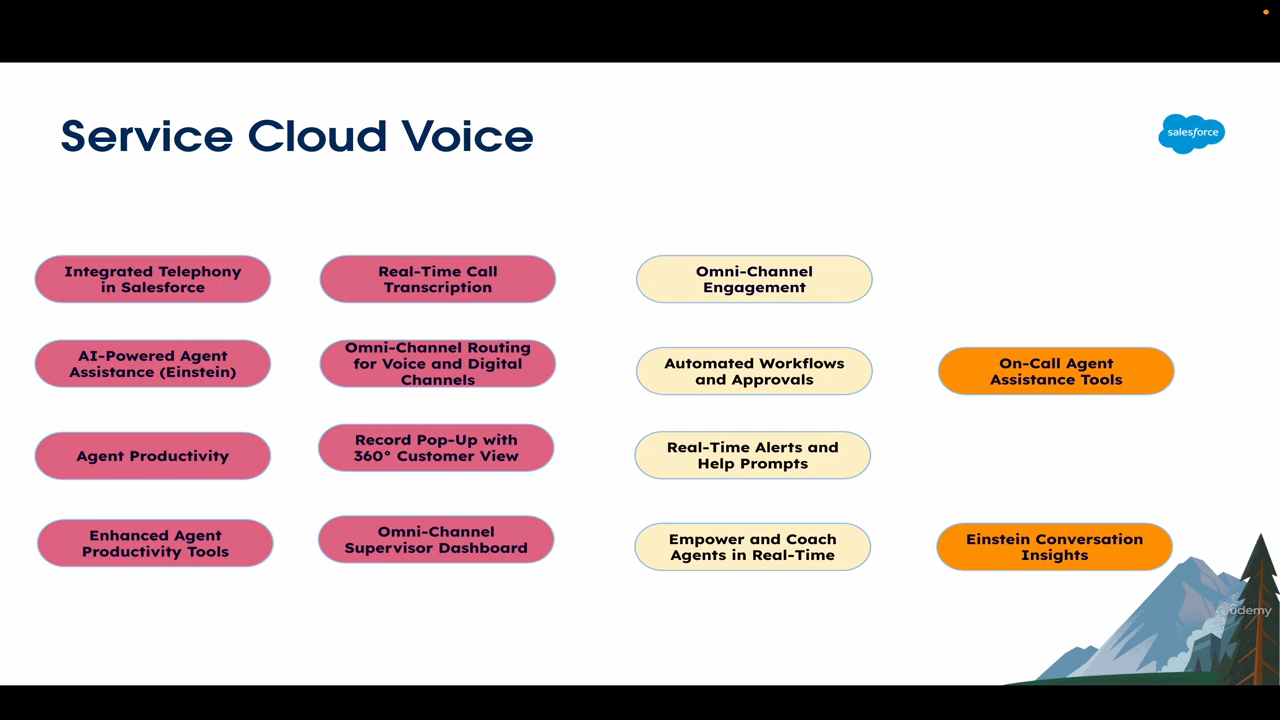 Service Cloud Voice
salesforce
Integrated Telephony
in Salesforce
Real-Time Call
Transcription
Omni-Channel
Engagement
AI-Powered Agent
Assistance (Einstein)
Omni-Channel Routing
for Voice and Digital
Channels
Automated Workflows
and Approvals
On-Call Agent
Assistance Tools
Agent Productivity
Record Pop-Up with
360° Customer View
Real-Time Alerts and
Help Prompts
Enhanced Agent
Productivity Tools
Omni-Channel
Supervisor Dashboard
Empower and Coach
Agents in Real-Time
Einstein Conversation
Insights
udemy